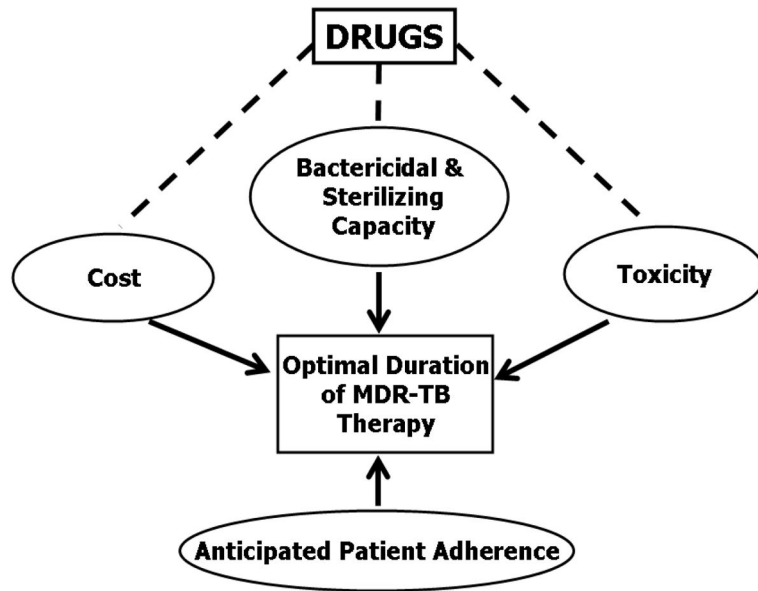 DRUGS
Bactericidal &
Sterilizing
Capacity
Cost
Toxicity
Optimal Duration
of MDR-TB
Therapy
Anticipated Patient Adherence